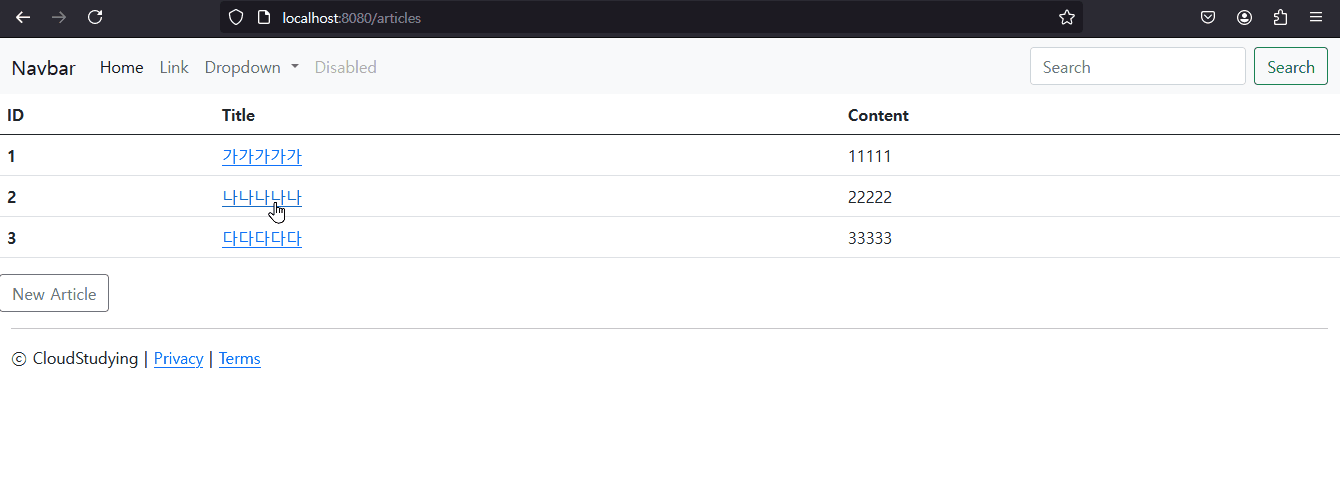 localhost:8080/articles
Navbar Home Link Dropdown Disabled Search Search
ID Title Content
1 가가가가가 11111
2 나나나나나 22222
3 다다다다다 33333
New Article
ⓒ CloudStudying | Privacy | Terms